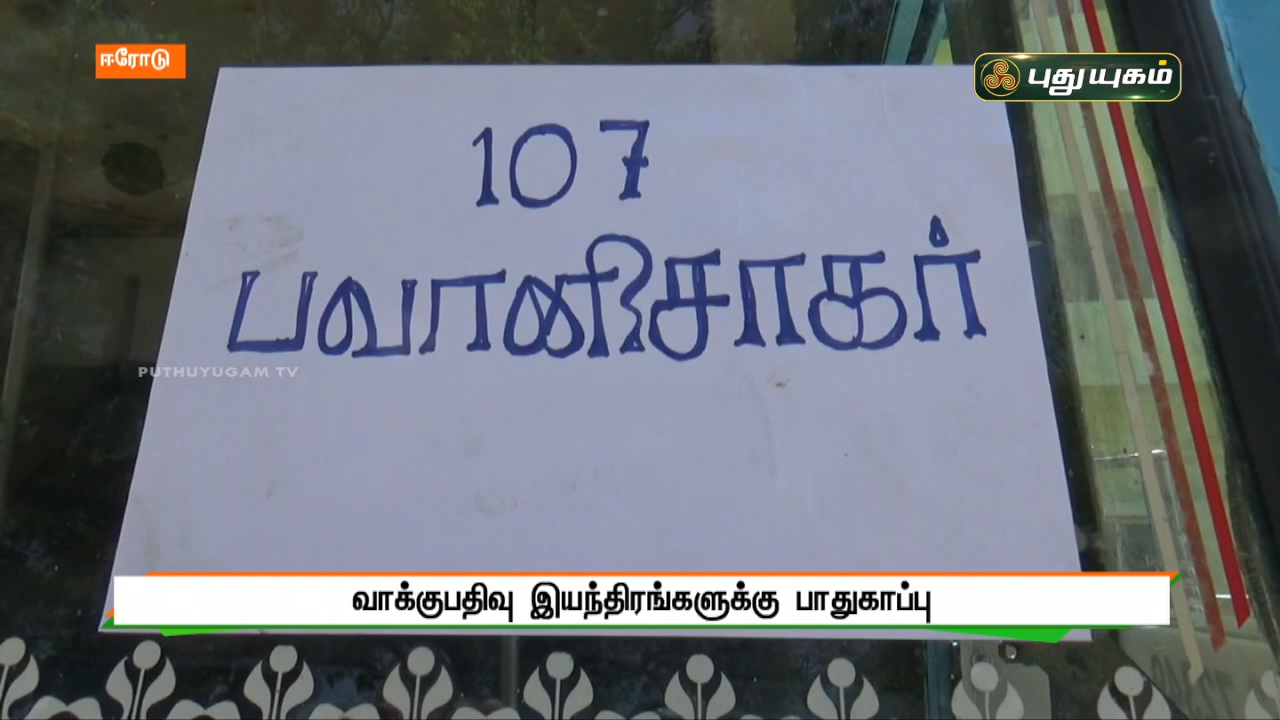 ஈரோடு
புதுயுகம்
107
பவானிசாகர்
PUTHUYUGAM TV
வாக்குபதிவு இயந்திரங்களுக்கு பாதுகாப்பு